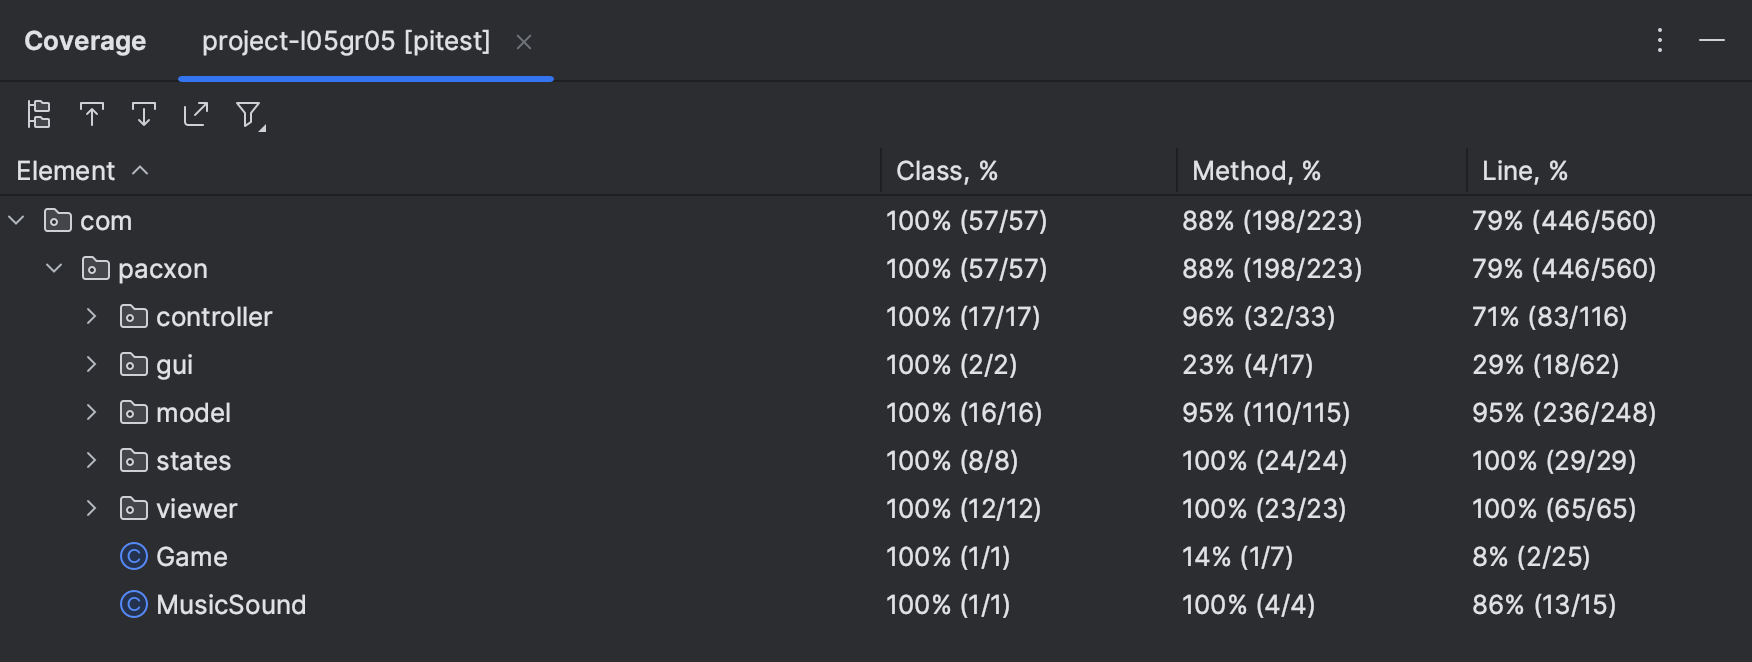 Coverage project-l05gr05 [pitest]
Element Class, % Method, % Line, %
com 100% (57/57) 88% (198/223) 79% (446/560)
pacxon 100% (57/57) 88% (198/223) 79% (446/560)
controller 100% (17/17) 96% (32/33) 71% (83/116)
gui 100% (2/2) 23% (4/17) 29% (18/62)
model 100% (16/16) 95% (110/115) 95% (236/248)
states 100% (8/8) 100% (24/24) 100% (29/29)
viewer 100% (12/12) 100% (23/23) 100% (65/65)
C Game 100% (1/1) 14% (1/7) 8% (2/25)
C MusicSound 100% (1/1) 100% (4/4) 86% (13/15)